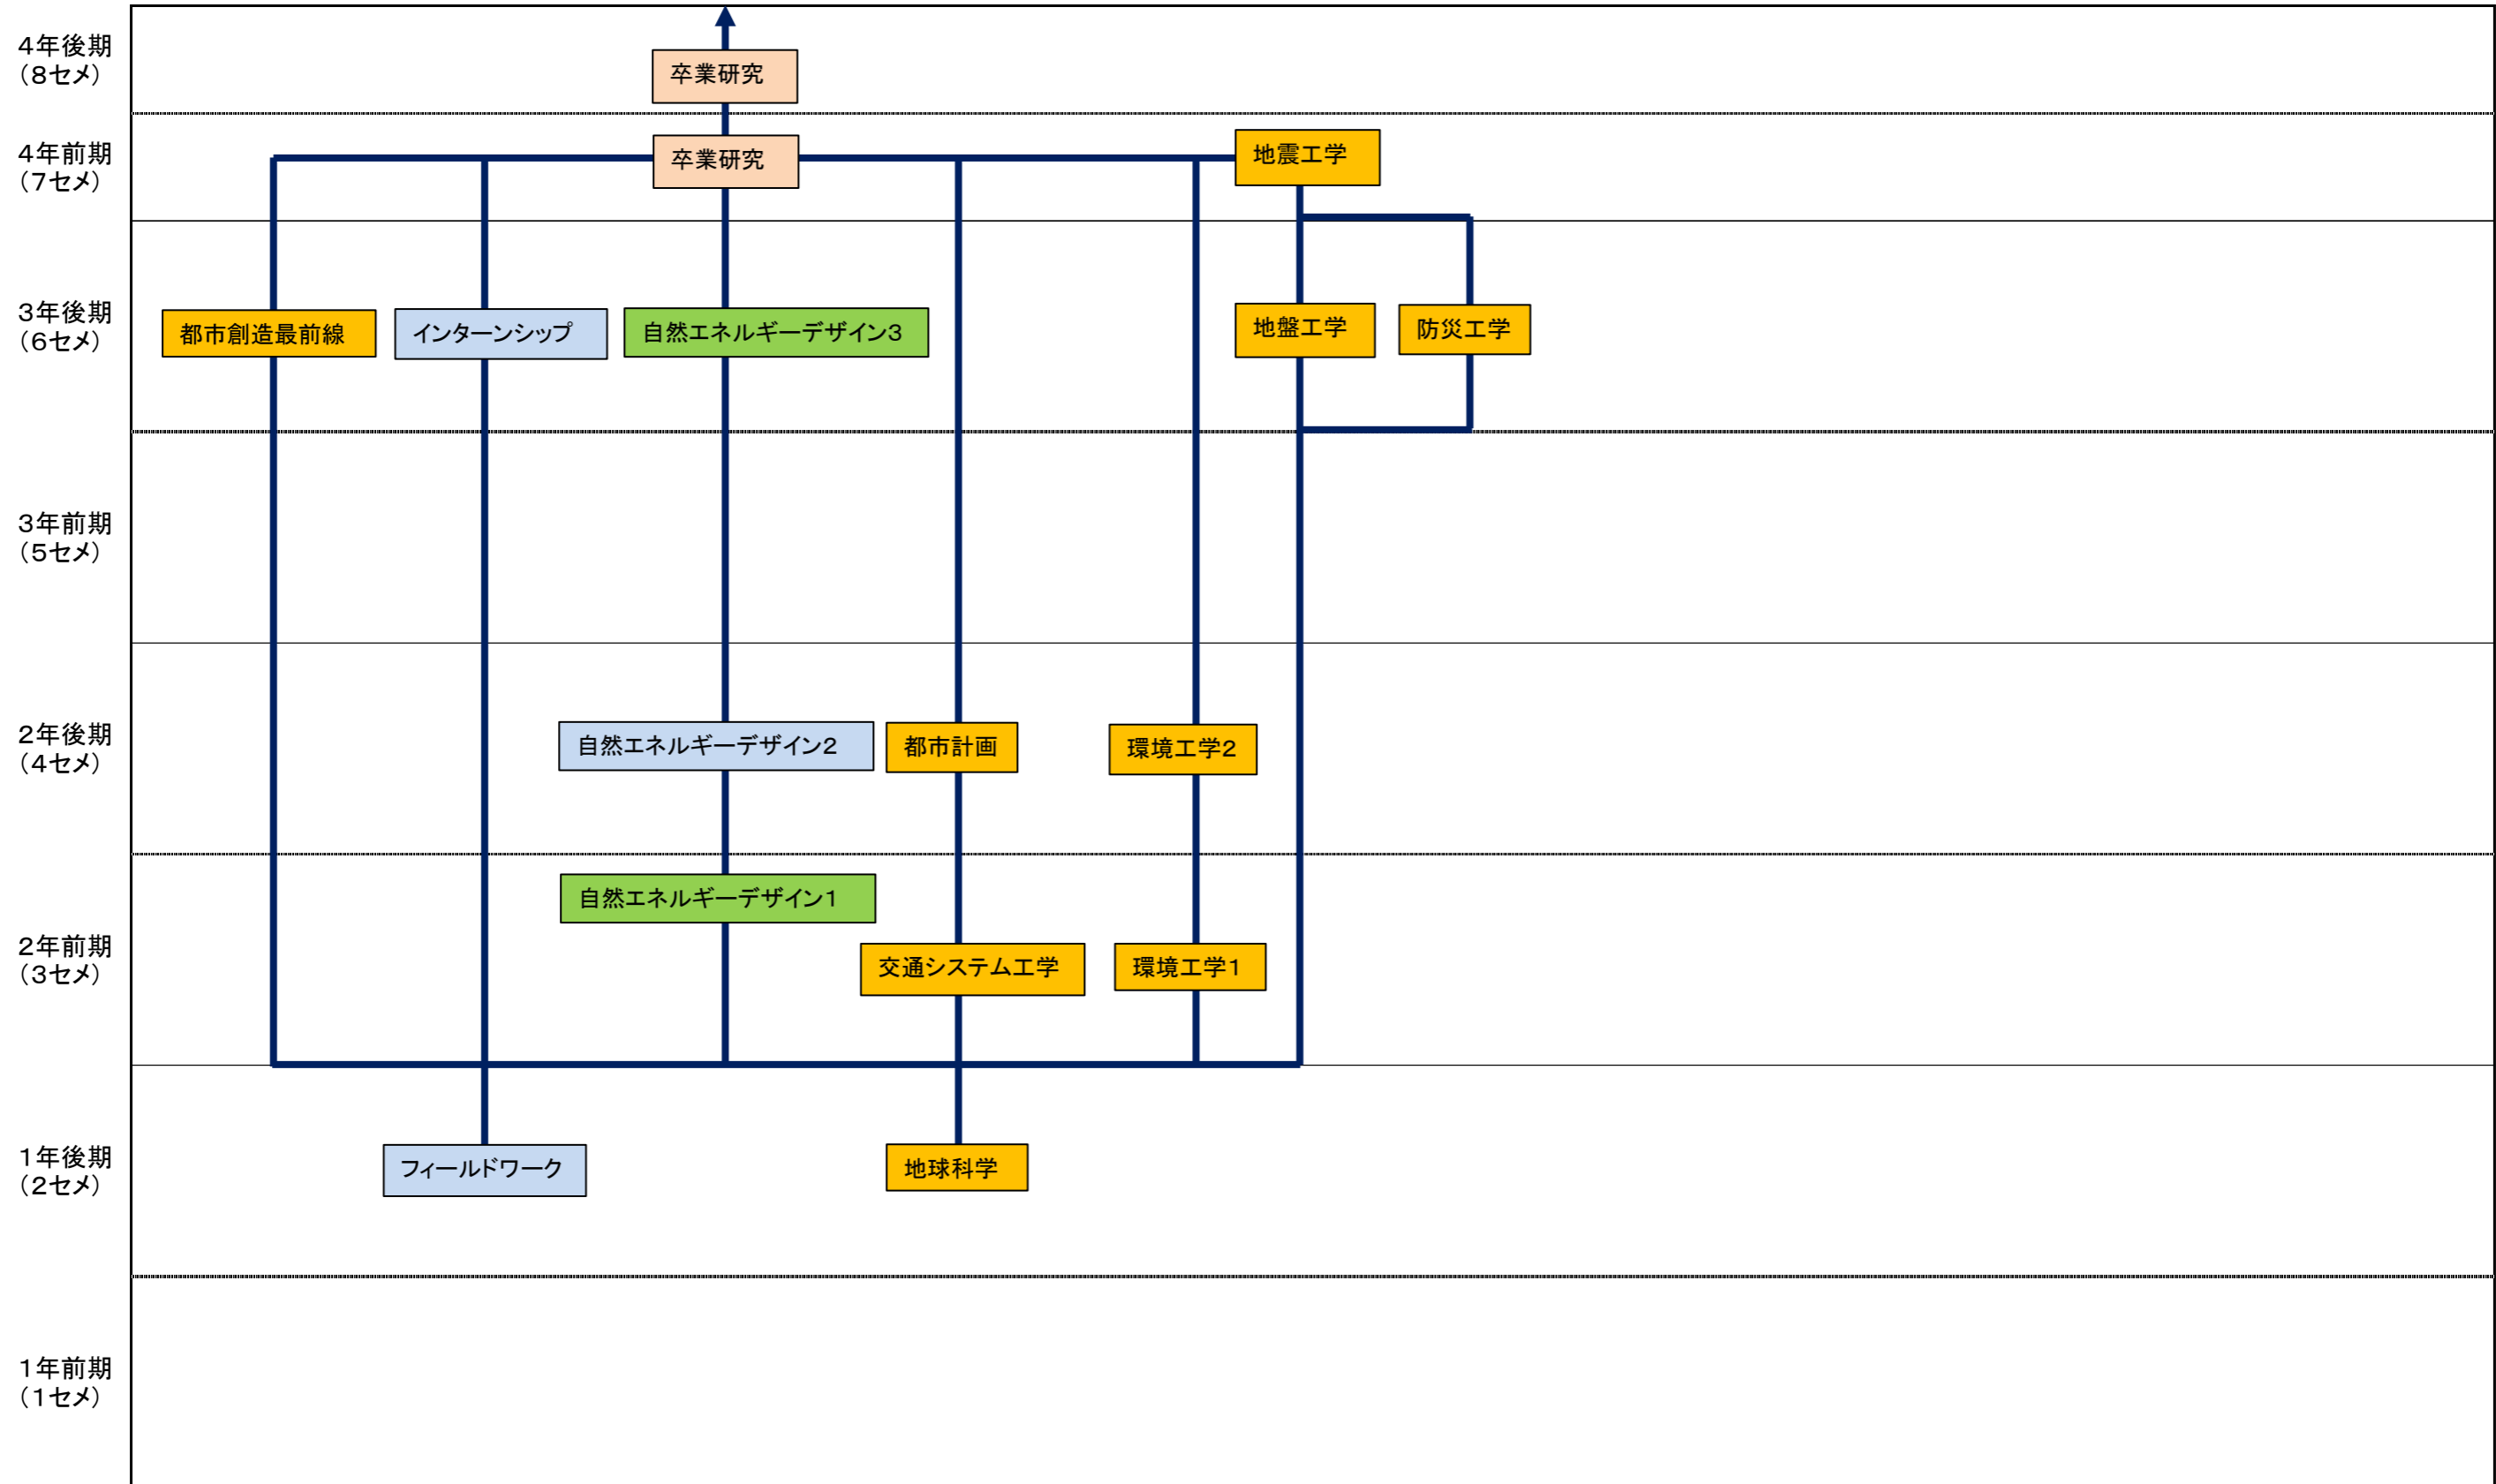 4年後期
（8セメ）
卒業研究
4年前期
（7セメ）
卒業研究
地震工学
3年後期
（6セメ）
都市創造最前線
インターンシップ
自然エネルギーデザイン3
地盤工学
防災工学
3年前期
（5セメ）
2年後期
（4セメ）
自然エネルギーデザイン2
都市計画
環境工学2
自然エネルギーデザイン1
2年前期
（3セメ）
交通システム工学
環境工学1
1年後期
（2セメ）
フィールドワーク
地球科学
1年前期
（1セメ）